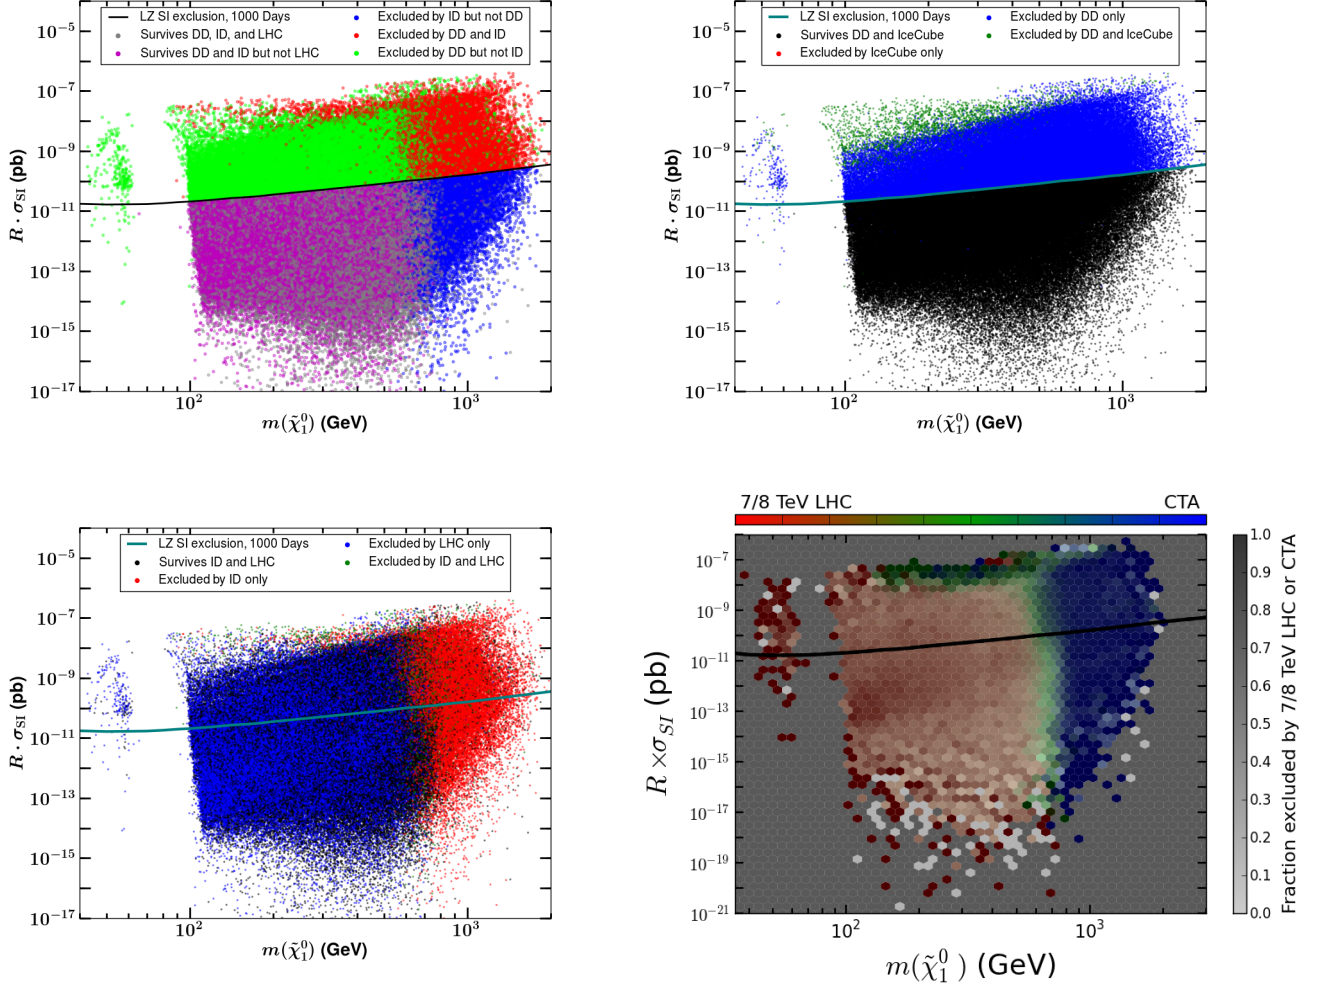 LZ SI exclusion, 1000 Days
Survives DD, ID, and LHC
Survives DD and ID but not LHC
Excluded by ID but not DD
Excluded by DD and ID
Excluded by DD but not ID
10⁻⁵
10⁻⁷
10⁻⁹
10⁻¹¹
10⁻¹³
10⁻¹⁵
10⁻¹⁷
R · σSI (pb)
10² 10³
m(χ̃₁⁰) (GeV)
LZ SI exclusion, 1000 Days
Survives DD and IceCube
Excluded by IceCube only
Excluded by DD only
Excluded by DD and IceCube
10⁻⁵
10⁻⁷
10⁻⁹
10⁻¹¹
10⁻¹³
10⁻¹⁵
10⁻¹⁷
R · σSI (pb)
10² 10³
m(χ̃₁⁰) (GeV)
LZ SI exclusion, 1000 Days
Survives ID and LHC
Excluded by ID only
Excluded by LHC only
Excluded by ID and LHC
10⁻⁵
10⁻⁷
10⁻⁹
10⁻¹¹
10⁻¹³
10⁻¹⁵
10⁻¹⁷
R · σSI (pb)
10² 10³
m(χ̃₁⁰) (GeV)
7/8 TeV LHC CTA
10⁻⁷
10⁻⁹
10⁻¹¹
10⁻¹³
10⁻¹⁵
10⁻¹⁷
10⁻¹⁹
10⁻²¹
R ×σSI (pb)
10² 10³
m(χ̃₁⁰) (GeV)
1.0
0.9
0.8
0.7
0.6
0.5
0.4
0.3
0.2
0.1
0.0
Fraction excluded by 7/8 TeV LHC or CTA